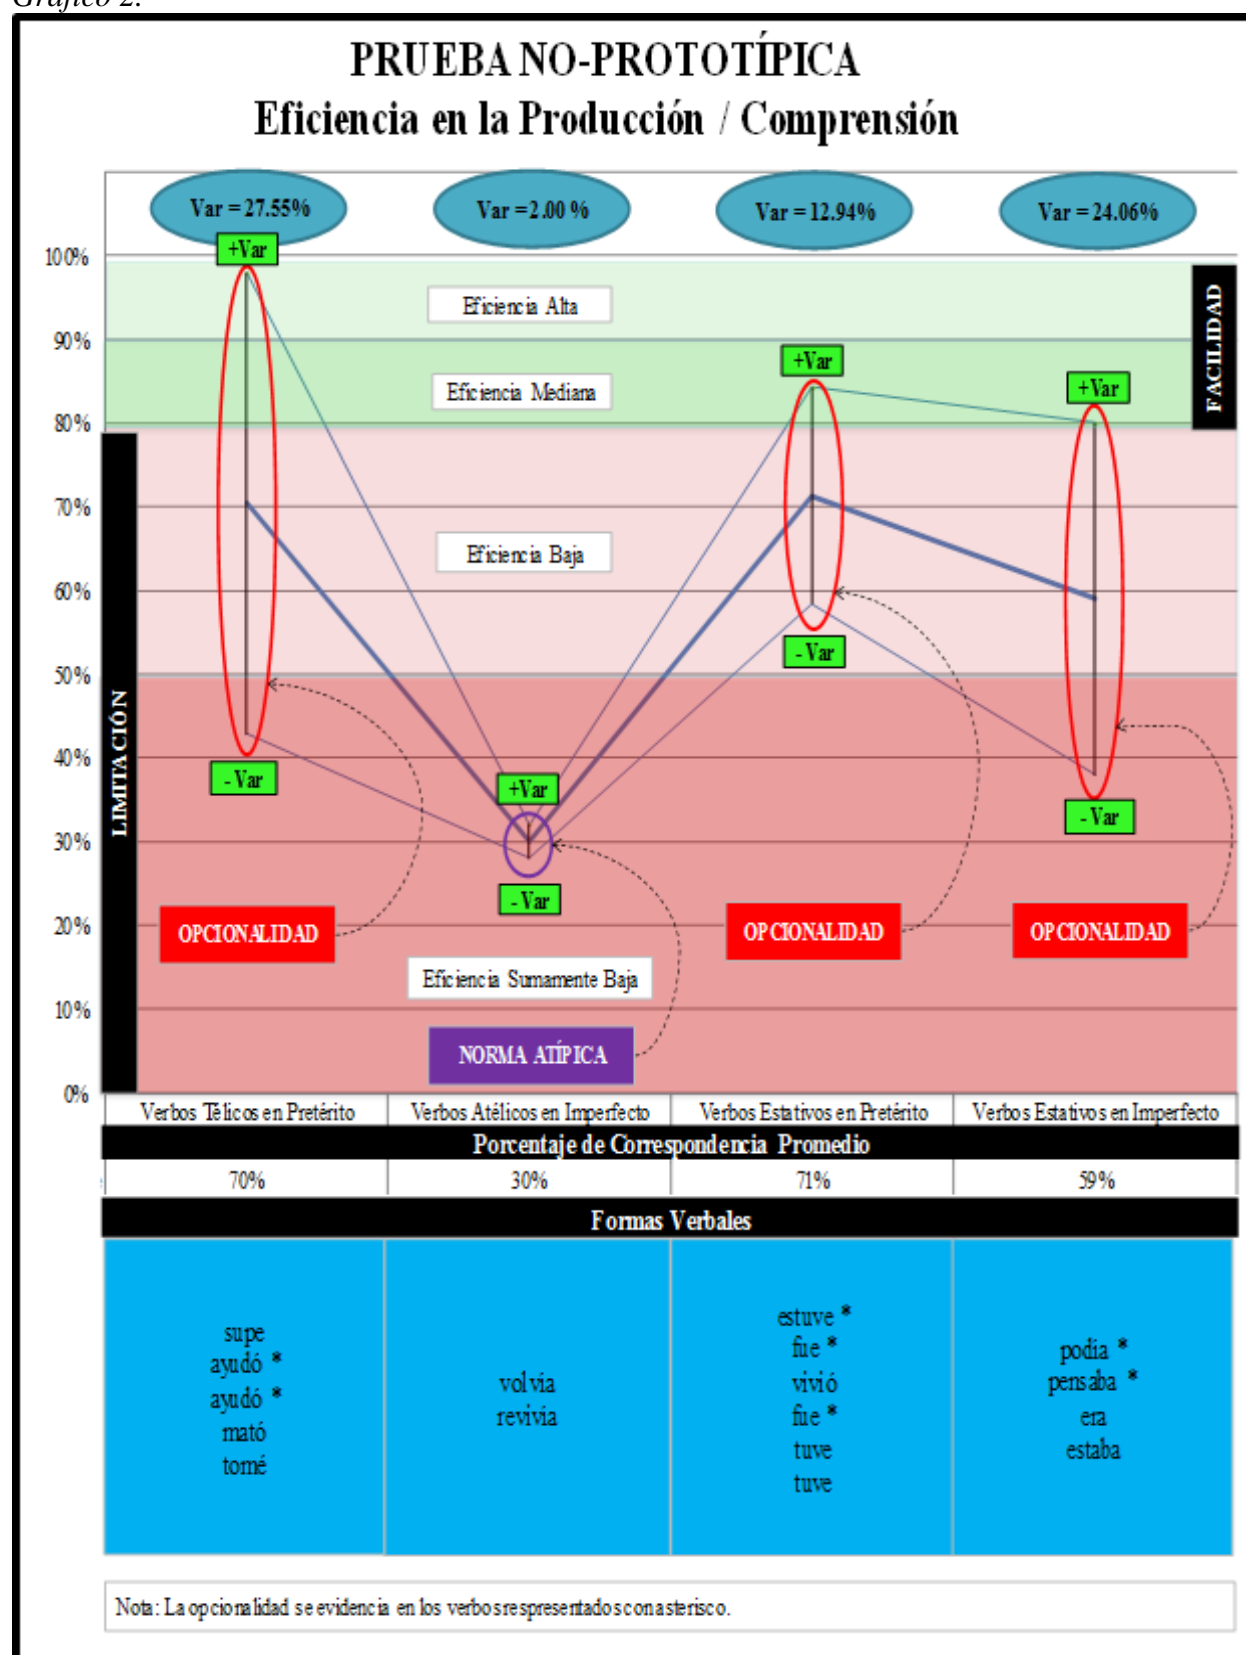 Gráfico 2.
PRUEBA NO-PROTOTÍPICA
Eficiencia en la Producción / Comprensión
Var = 27.55%
Var = 2.00 %
Var = 12.94%
Var = 24.06%
+Var
100%
Eficiencia Alta
FACILIDAD
90%
+Var
+Var
Eficiencia Mediana
80%
70%
Eficiencia Baja
60%
- Var
50%
LIMITACIÓN
40%
- Var
+Var
- Var
30%
- Var
20%
OPCIONALIDAD
OPCIONALIDAD
OPCIONALIDAD
Eficiencia Sumamente Baja
10%
NORMA ATÍPICA
0%
Verbos Télicos en Pretérito
Verbos Atélicos en Imperfecto
Verbos Estativos en Pretérito
Verbos Estativos en Imperfecto
Porcentaje de Correspondencia Promedio
70%
30%
71%
59%
Formas Verbales
supe
ayudó *
ayudó *
mató
tomé
volvía
revivía
estuve *
fue *
vivió
fue *
tuve
tuve
podía *
pensaba *
era
estaba
Nota: La opcionalidad se evidencia en los verbos respresentados con asterisco.